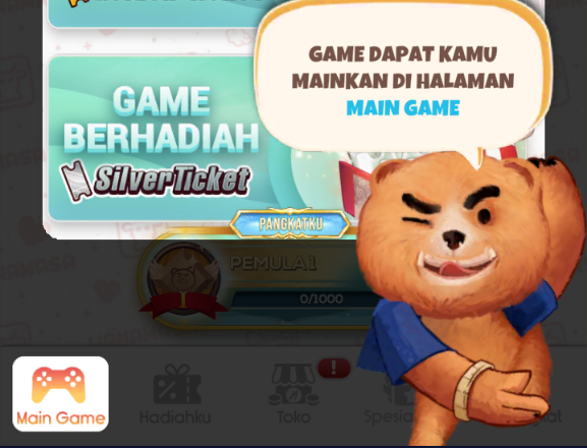 GAME DAPAT KAMU
MAINKAN DI HALAMAN
MAIN GAME
GAME
BERHADIAH
SilverTicket
PANGKATKU
PEMULA 1
I
0/1000
!
Main Game
Hadiahku
Toko